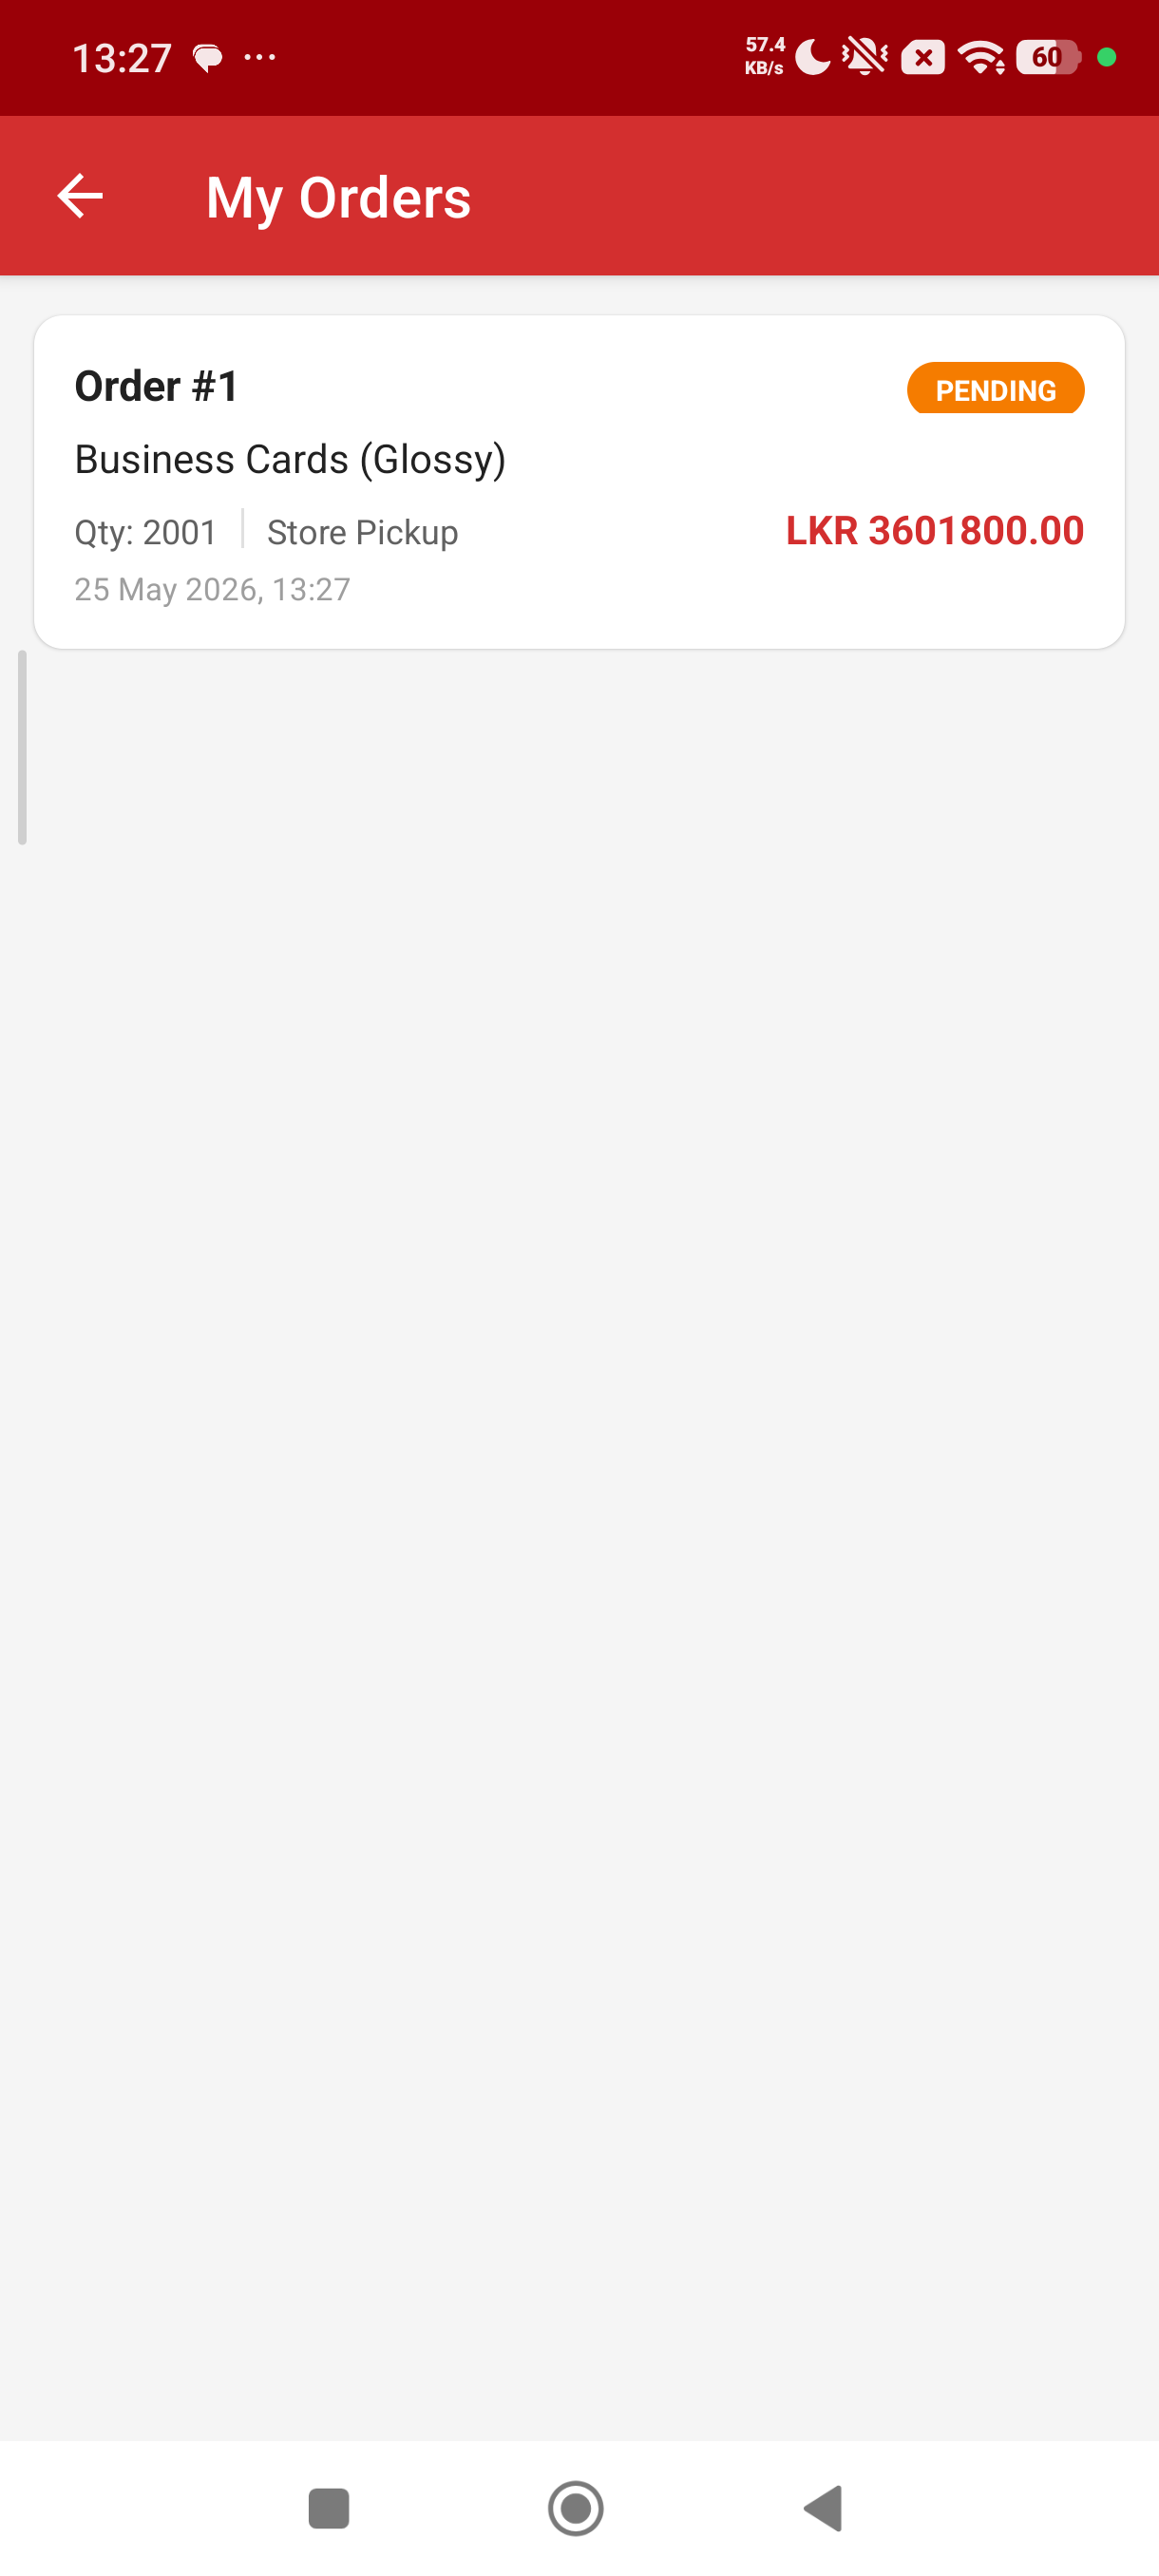 13:27
57.4
KB/s
60
My Orders
Order #1
PENDING
Business Cards (Glossy)
Qty: 2001
Store Pickup
LKR 3601800.00
25 May 2026, 13:27